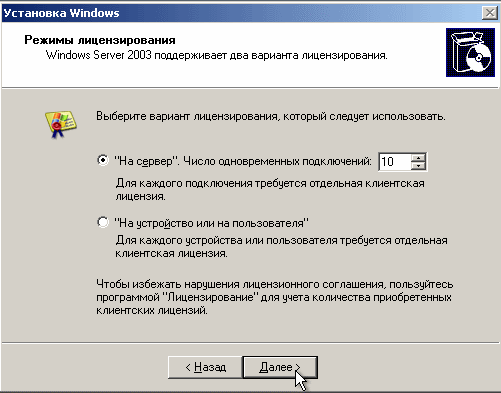 Установка Windows
Режимы лицензирования
Windows Server 2003 поддерживает два варианта лицензирования.
Выберите вариант лицензирования, который следует использовать.
"На сервер". Число одновременных подключений: 10
Для каждого подключения требуется отдельная клиентская
лицензия.
"На устройство или на пользователя"
Для каждого устройства или пользователя требуется отдельная
клиентская лицензия.
Чтобы избежать нарушения лицензионного соглашения, пользуйтесь
программой "Лицензирование" для учета количества приобретенных
клиентских лицензий.
< Назад Далее >